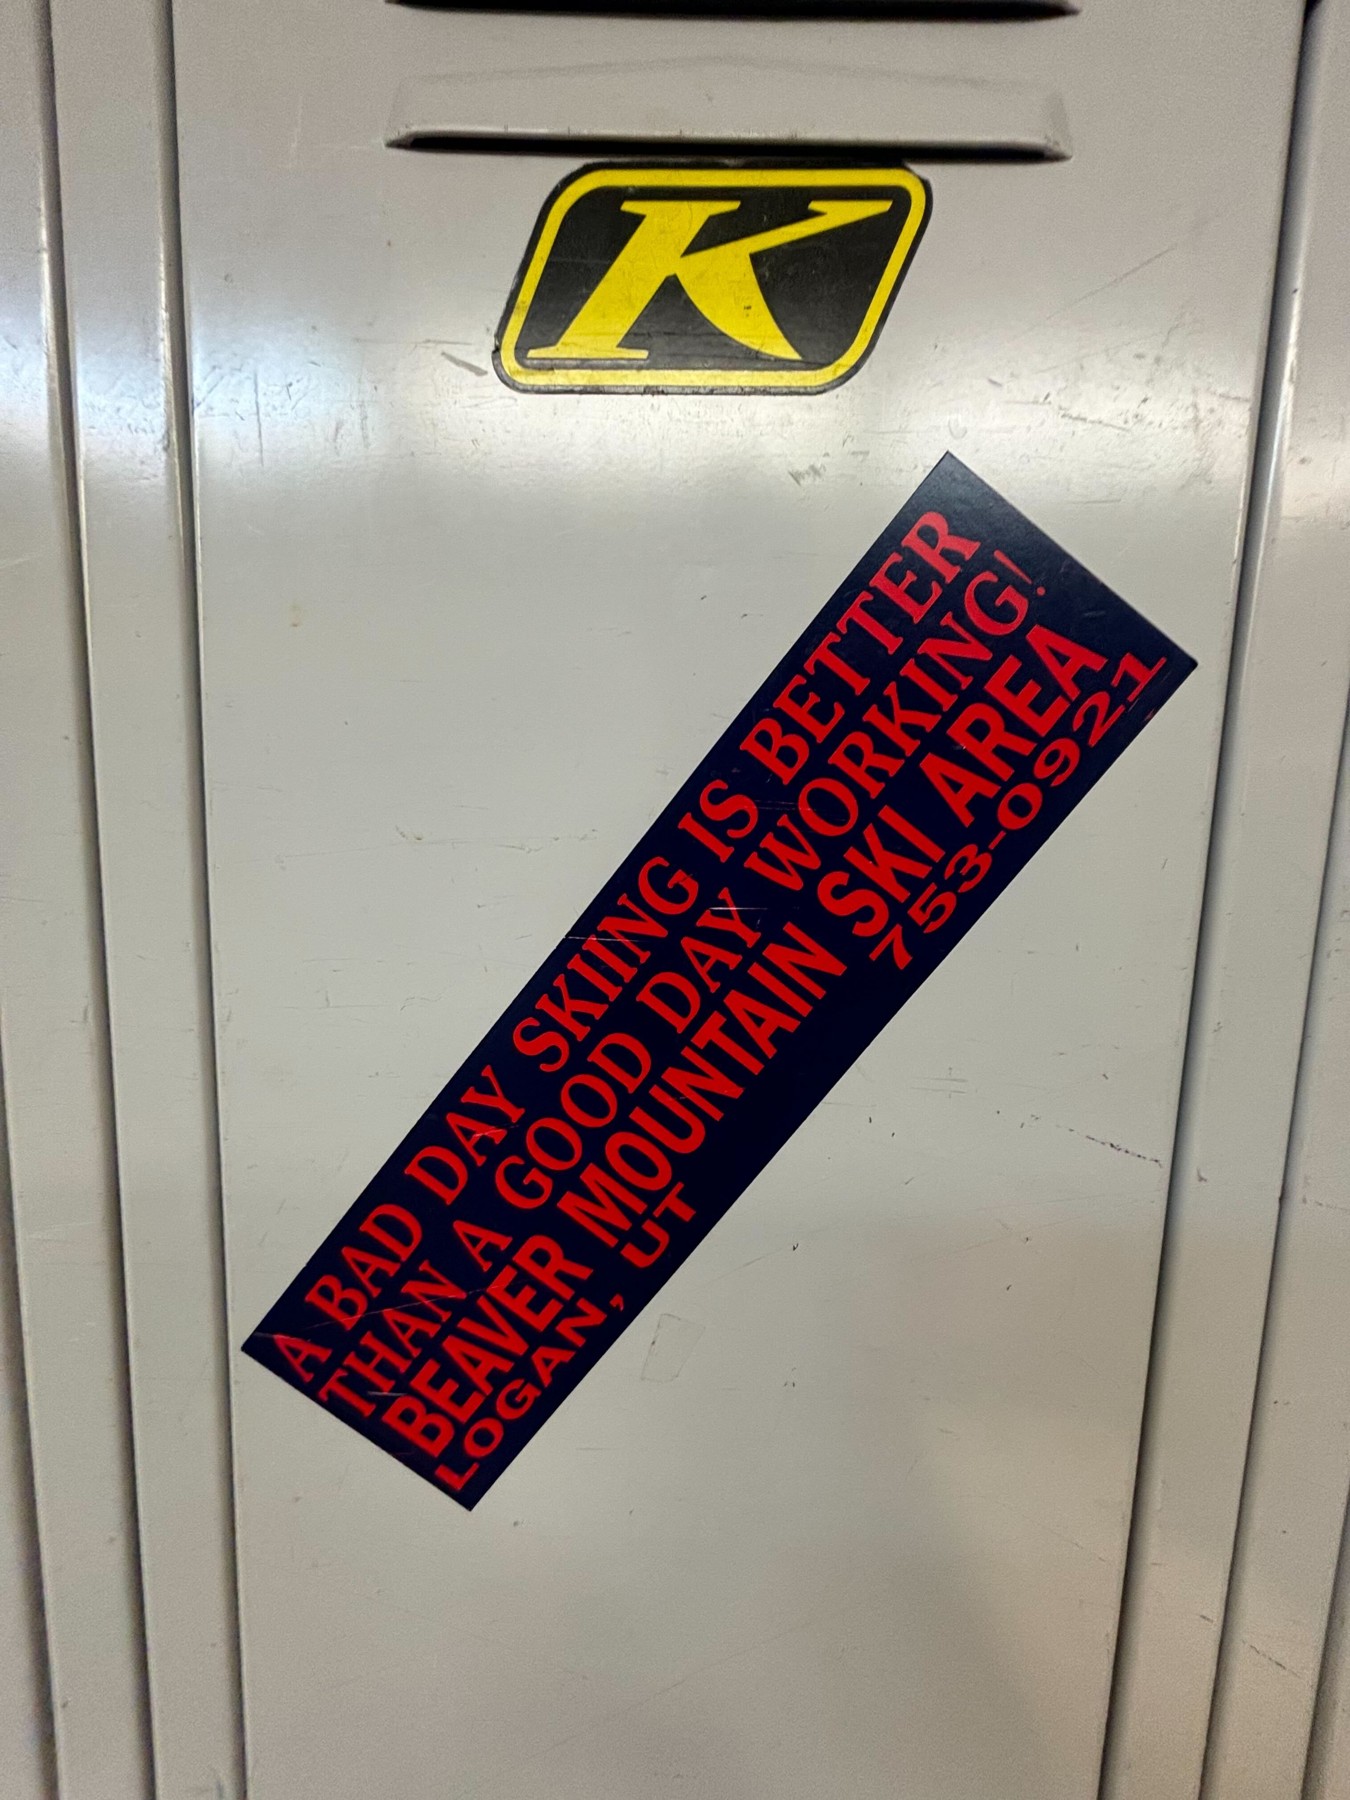 K
A BAD DAY SKIING IS BETTER
THAN A GOOD DAY WORKING!
BEAVER MOUNTAIN SKI AREA
LOGAN, UT 753-0921